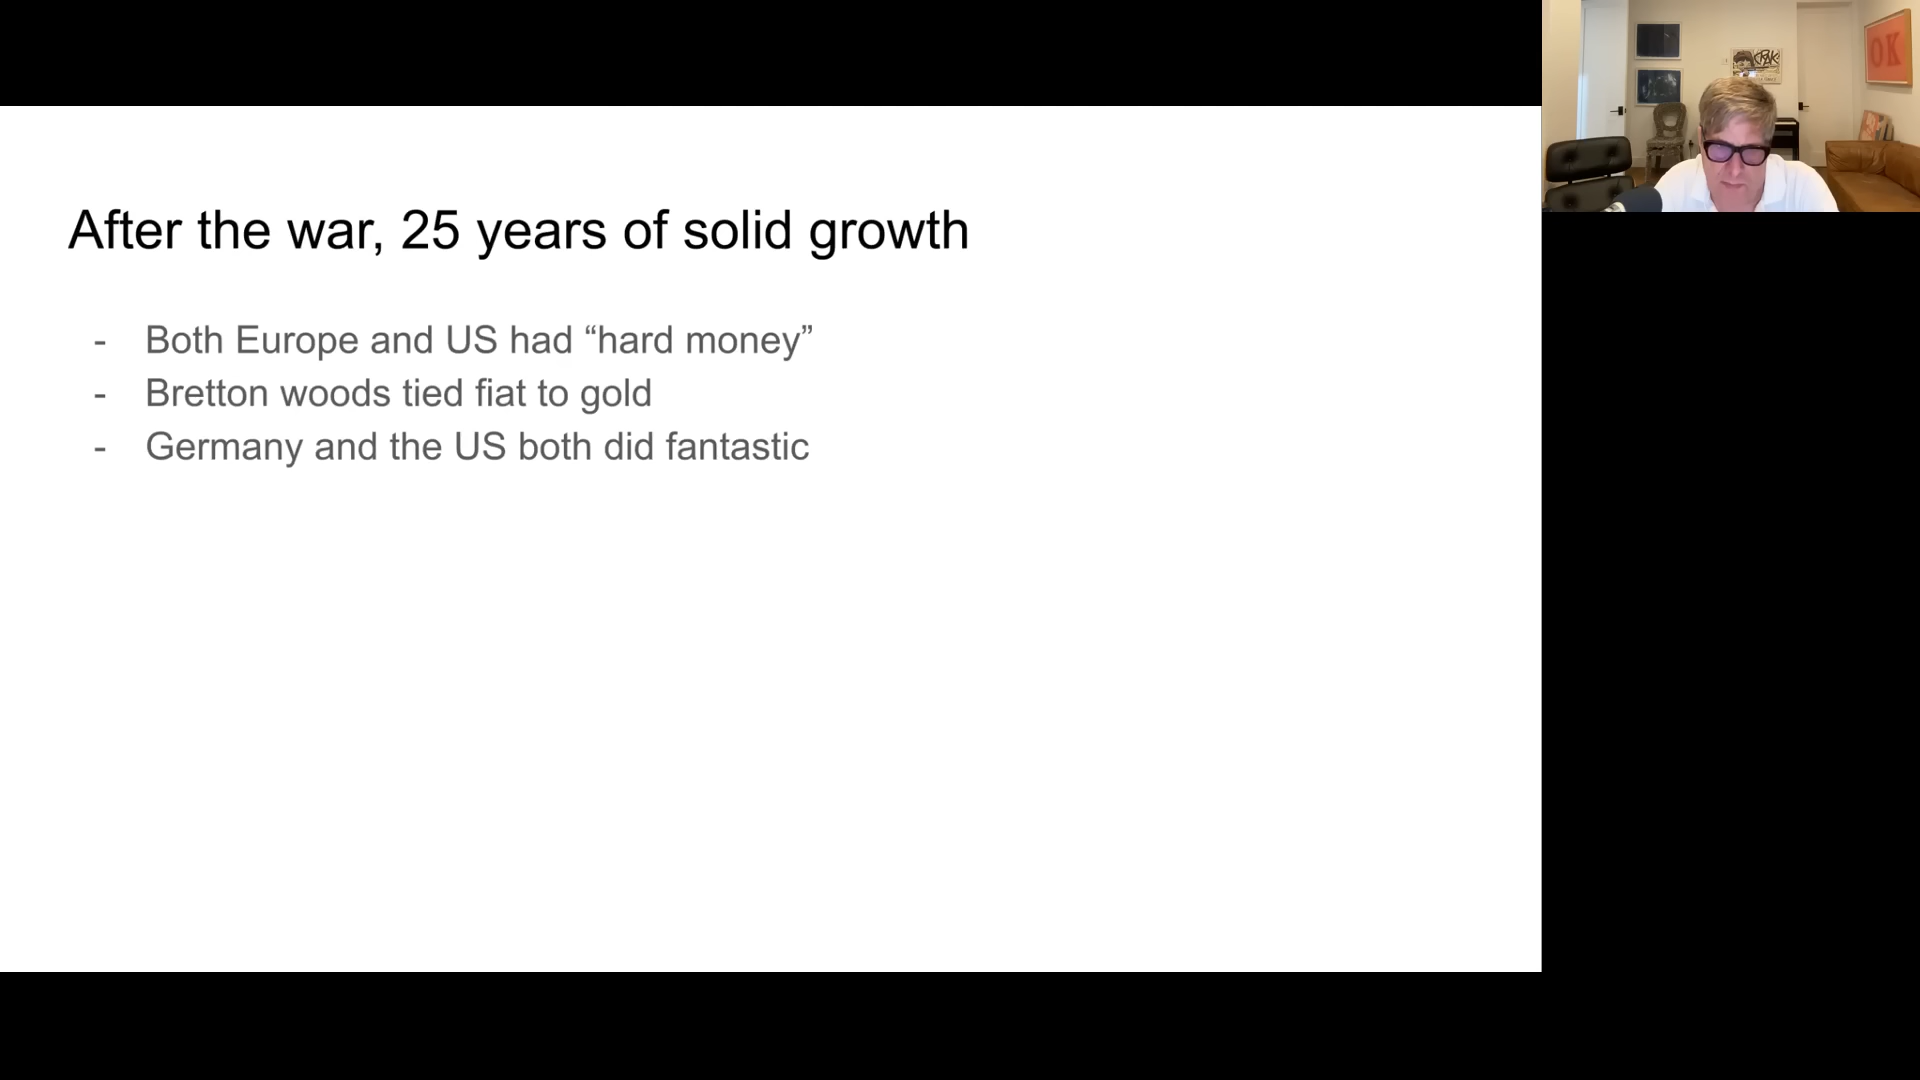 After the war, 25 years of solid growth
- Both Europe and US had “hard money”
- Bretton woods tied fiat to gold
- Germany and the US both did fantastic
OK